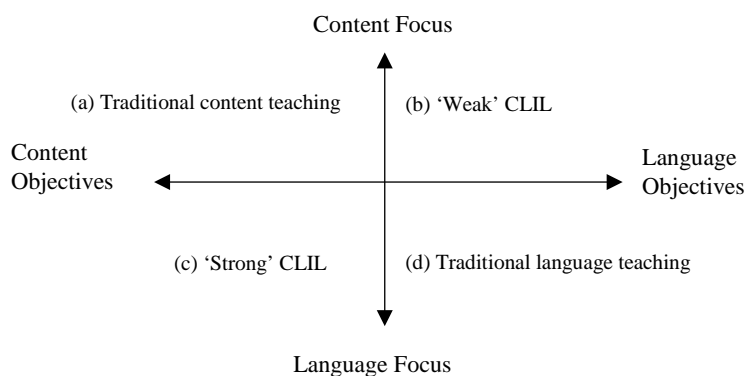 Content Focus
(a) Traditional content teaching
(b) ‘Weak’ CLIL
Content
Objectives
Language
Objectives
(c) ‘Strong’ CLIL
(d) Traditional language teaching
Language Focus